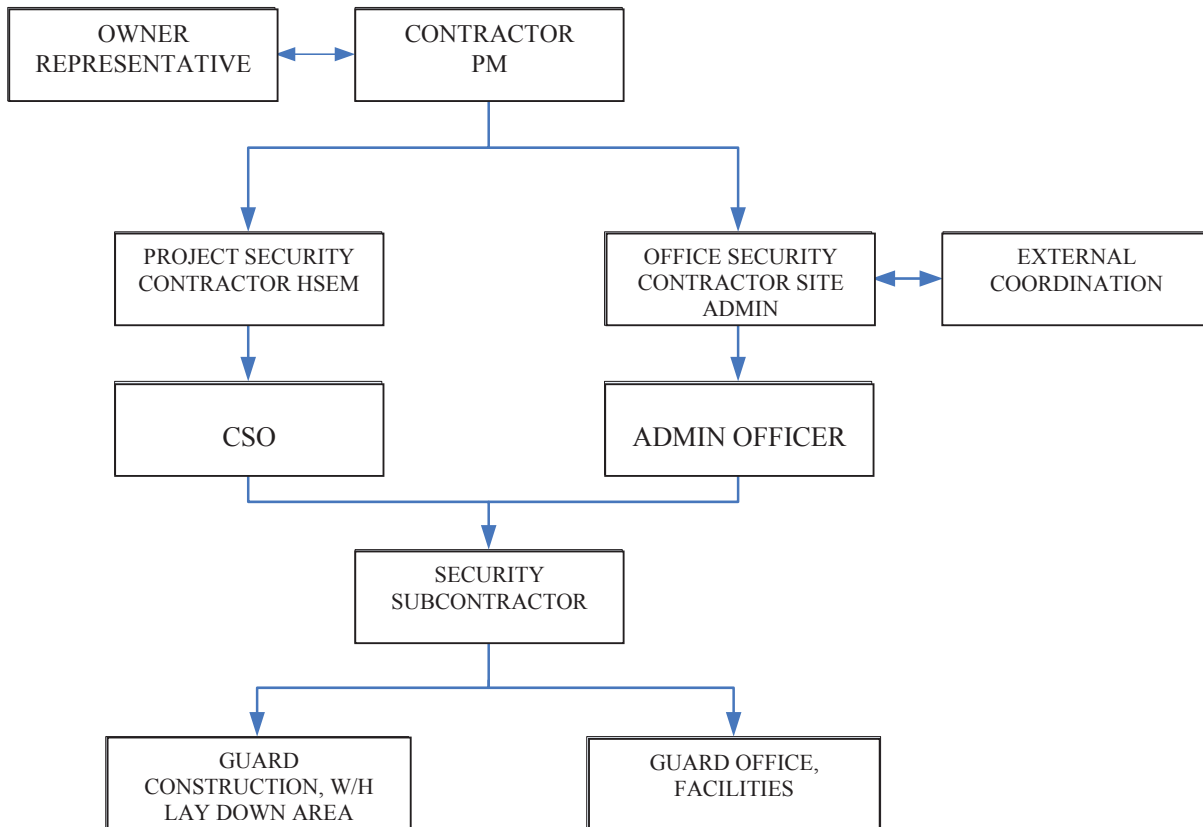 OWNER
REPRESENTATIVE
CONTRACTOR
PM
PROJECT SECURITY
CONTRACTOR HSEM
OFFICE SECURITY
CONTRACTOR SITE
ADMIN
EXTERNAL
COORDINATION
CSO
ADMIN OFFICER
SECURITY
SUBCONTRACTOR
GUARD
CONSTRUCTION, W/H
LAY DOWN AREA
GUARD OFFICE,
FACILITIES